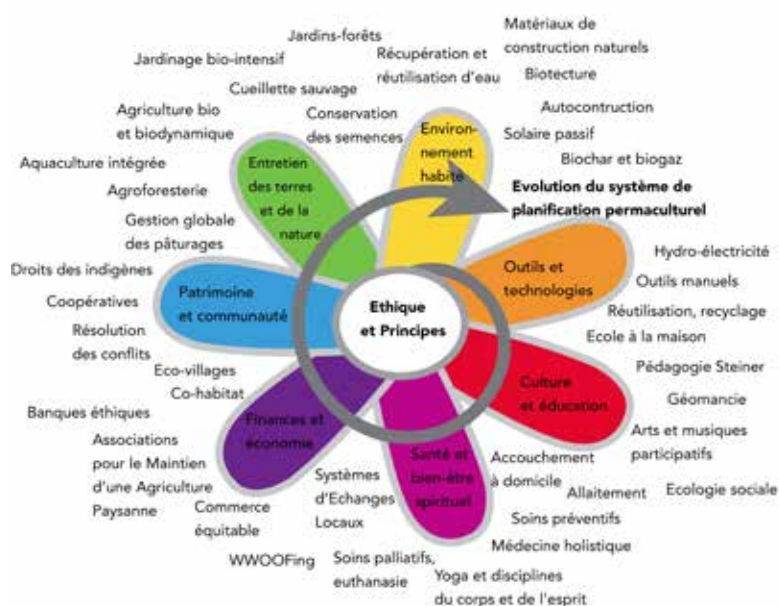 Jardins-forêts
Jardinage bio-intensif
Cueillette sauvage
Agriculture bio
et biodynamique
Conservation
des semences
Aquaculture intégrée
Agroforesterie
Gestion globale
des pâturages
Entretien
des terres
et de la
nature
Récupération et
réutilisation d'eau
Matériaux de
construction naturels
Biotecture
Autocontruction
Solaire passif
Biochar et biogaz
Environ-
nement
habité
Evolution du système de
planification permaculturel
Hydro-électricité
Outils manuels
Réutilisation, recyclage
Outils et
technologies
Ecole à la maison
Pédagogie Steiner
Géomancie
Arts et musiques
participatifs
Ecologie sociale
Culture
et éducation
Accouchement
à domicile
Allaitement
Soins préventifs
Médecine holistique
Yoga et disciplines
du corps et de l'esprit
Soins palliatifs,
euthanasie
Santé et
bien-être
spirituel
Systèmes
d'Echanges
Locaux
WWOOFing
Commerce
équitable
Associations
pour le Maintien
d'une Agriculture
Paysanne
Banques éthiques
Finances et
économie
Co-habitat
Eco-villages
Résolution
des conflits
Coopératives
Droits des indigènes
Patrimoine
et communauté
Ethique
et Principes